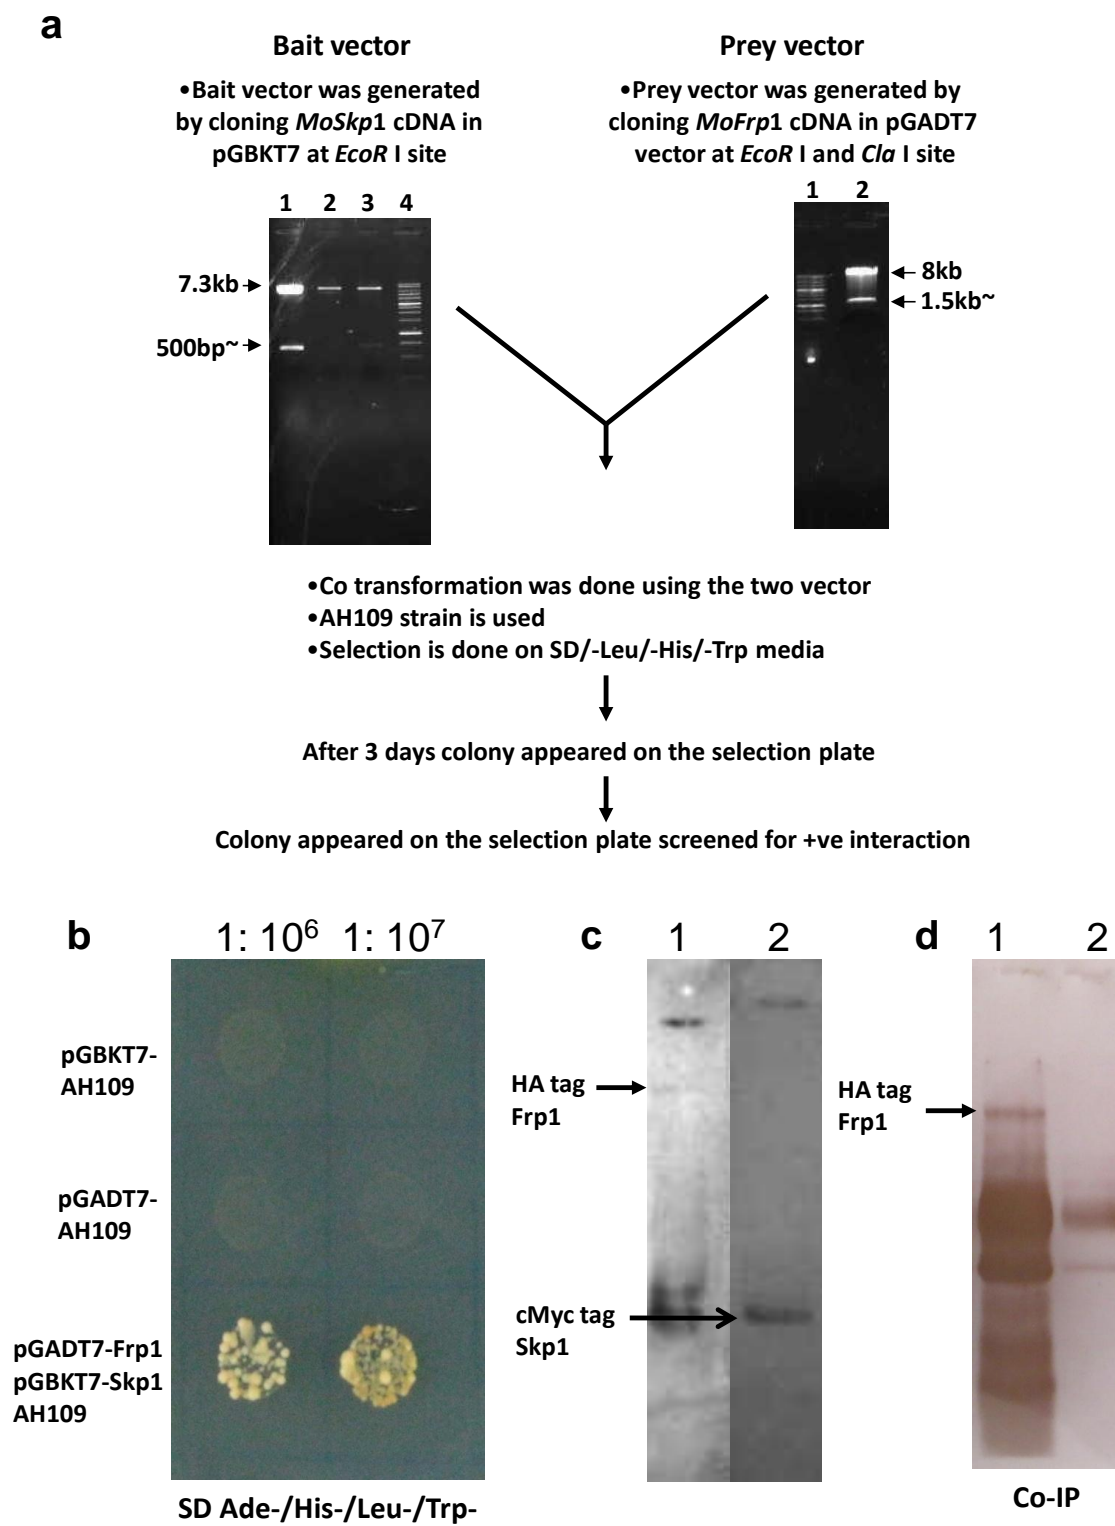 a
Bait vector
•Bait vector was generated
by cloning MoSkp1 cDNA in
pGBKT7 at EcoR I site
Prey vector
•Prey vector was generated by
cloning MoFrp1 cDNA in pGADT7
vector at EcoR I and Cla I site
1 2 3 4
7.3kb
500bp~
1 2
8kb
1.5kb~
•Co transformation was done using the two vector
•AH109 strain is used
•Selection is done on SD/-Leu/-His/-Trp media
After 3 days colony appeared on the selection plate
Colony appeared on the selection plate screened for +ve interaction
b
1: 10⁶ 1: 10⁷
pGBKT7-
AH109
pGADT7-
AH109
pGADT7-Frp1
pGBKT7-Skp1
AH109
SD Ade-/His-/Leu-/Trp-
c
1 2
HA tag
Frp1
cMyc tag
Skp1
d
1 2
HA tag
Frp1
Co-IP